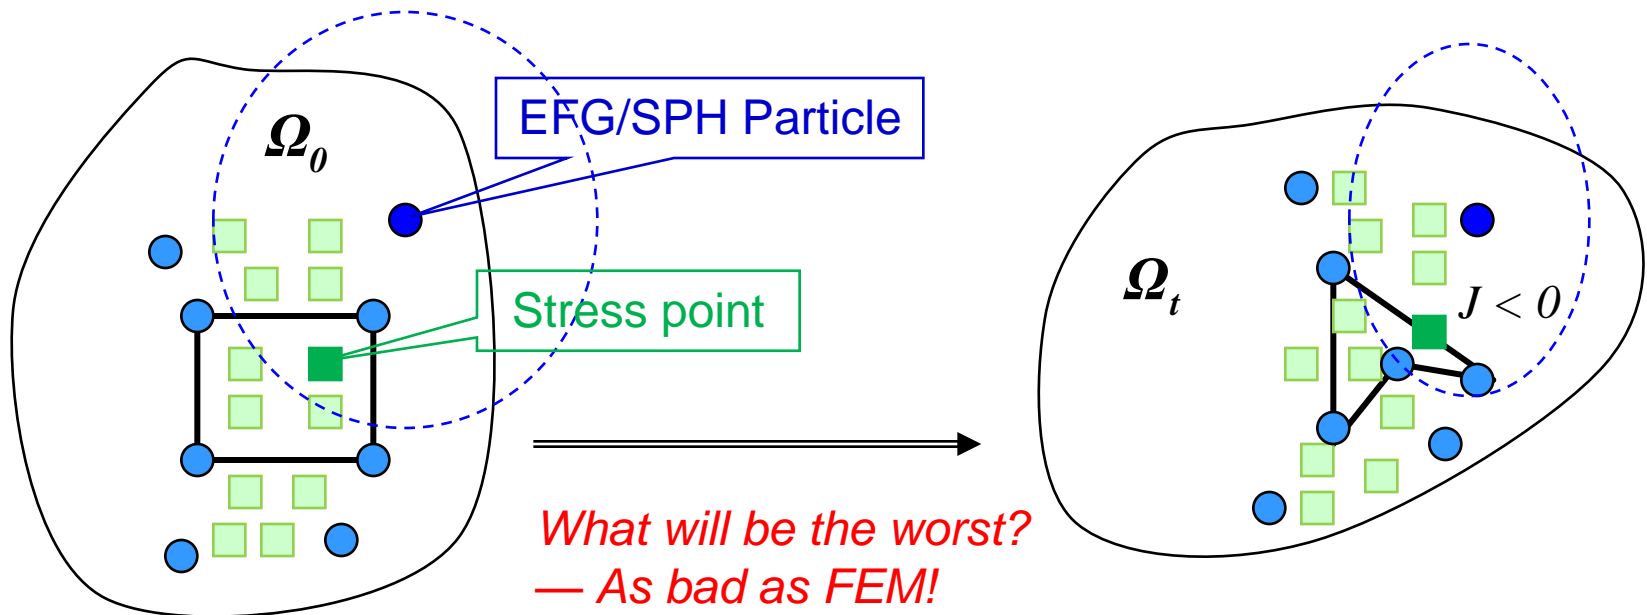 EFG/SPH Particle
Ω₀
Stress point
Ωₜ
J < 0
What will be the worst?
— As bad as FEM!